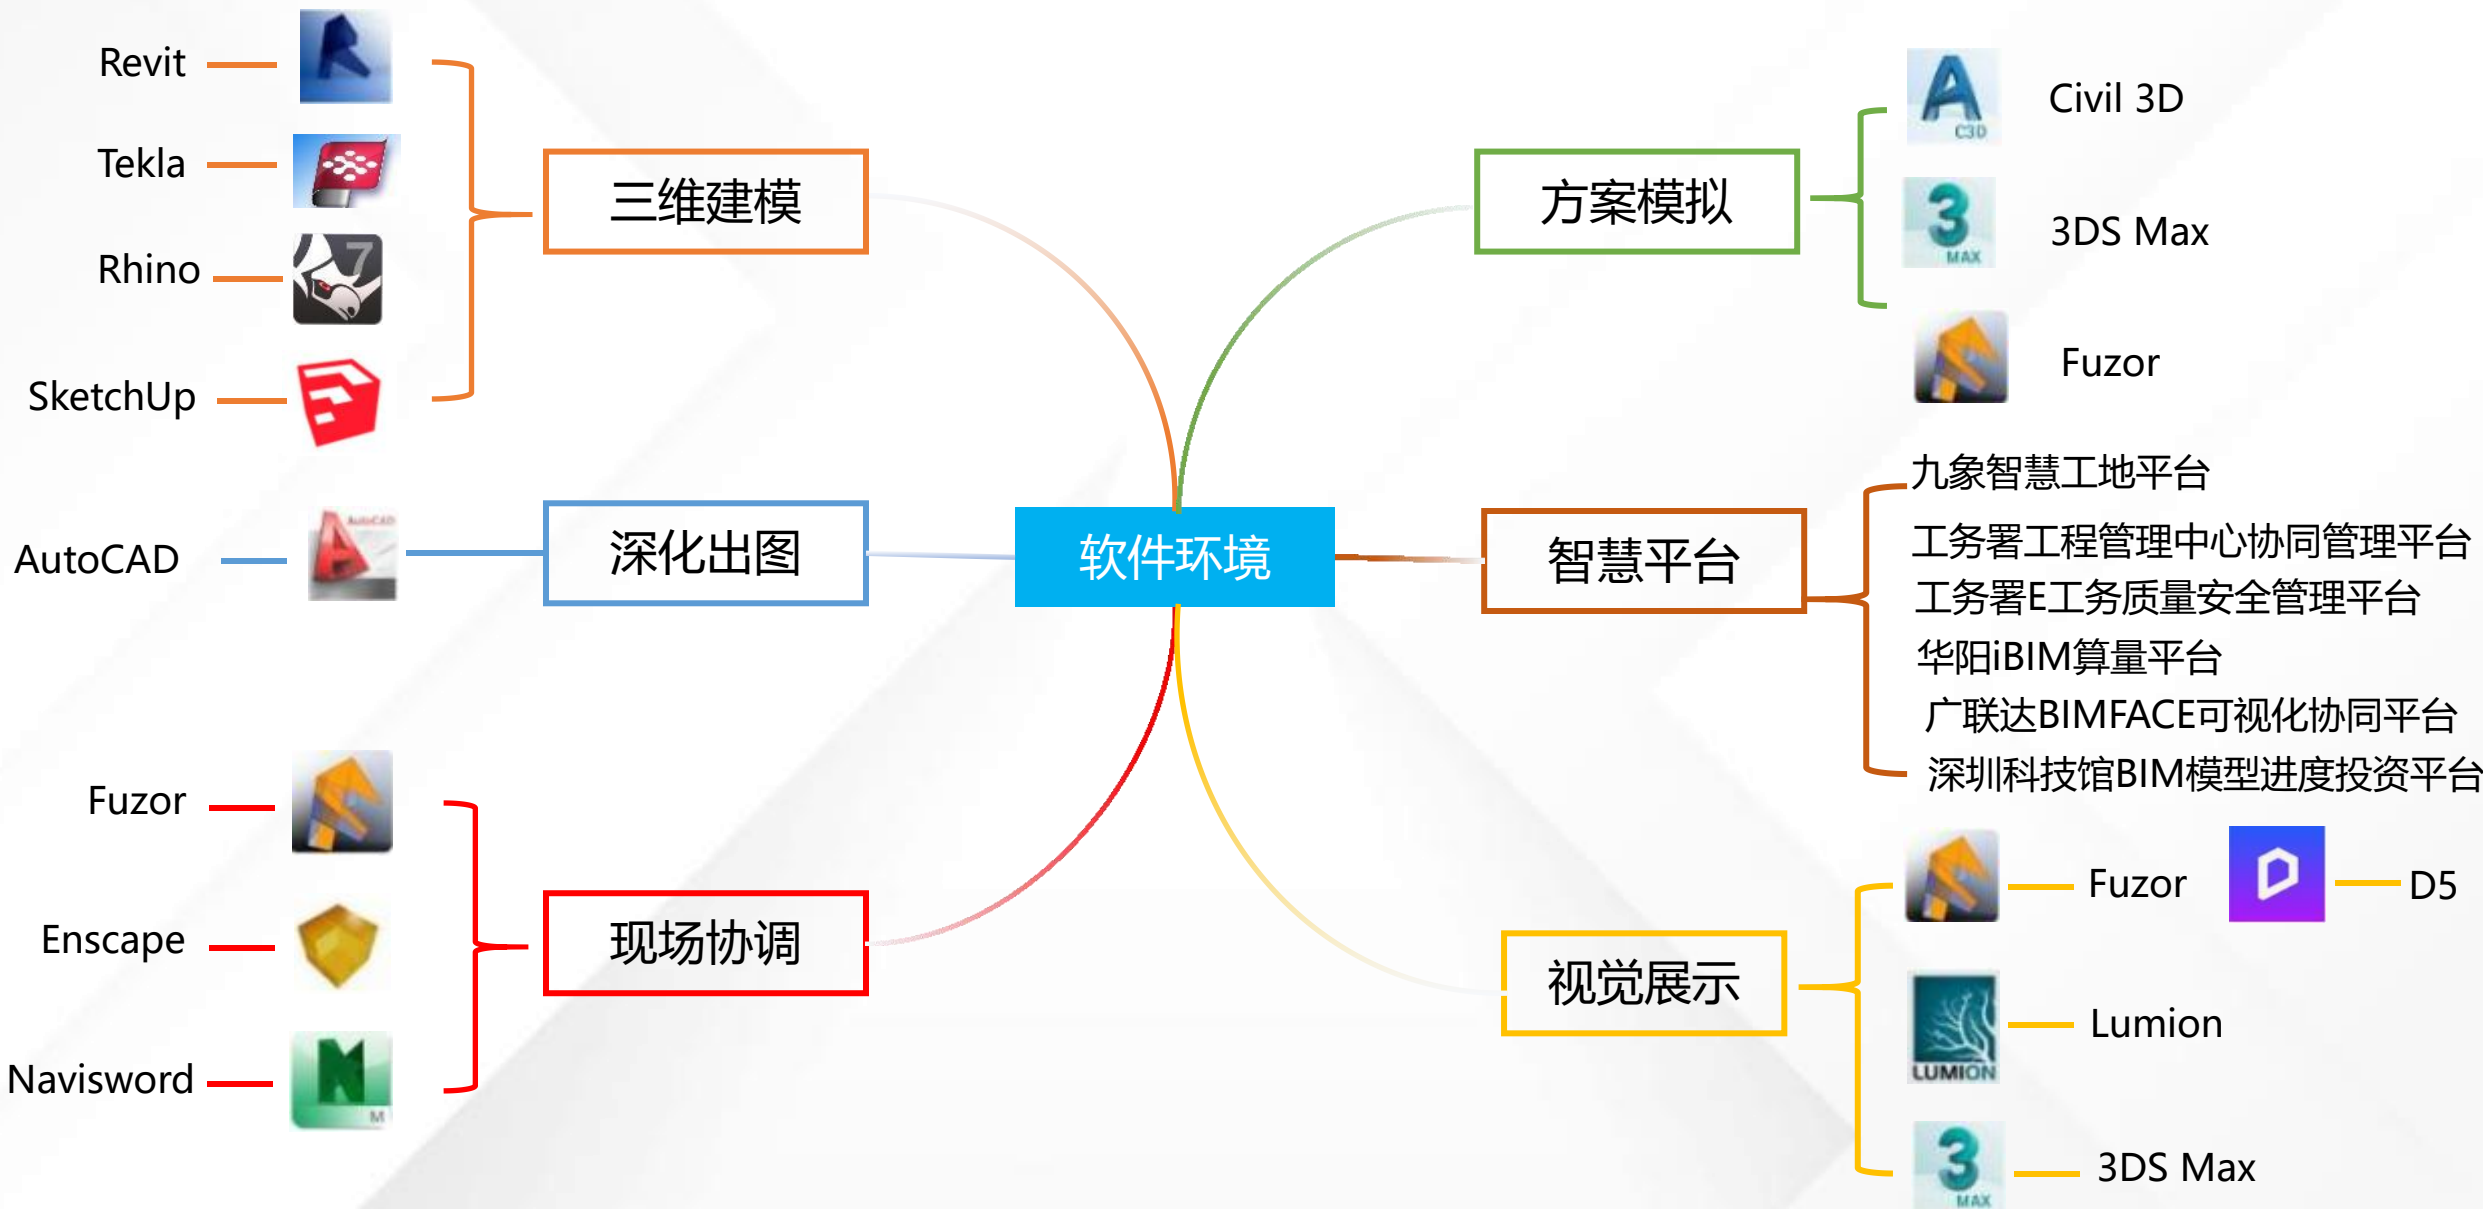 Revit
Tekla
Rhino
7
SketchUp
三维建模
AutoCAD
AutoCAD
深化出图
Fuzor
Enscape
Navisword
M
现场协调
软件环境
方案模拟
C3D
Civil 3D
3
MAX
3DS Max
Fuzor
智慧平台
九象智慧工地平台
工务署工程管理中心协同管理平台
工务署E工务质量安全管理平台
华阳iBIM算量平台
广联达BIMFACE可视化协同平台
深圳科技馆BIM模型进度投资平台
视觉展示
Fuzor
D5
LUMION
Lumion
3
MAX
3DS Max